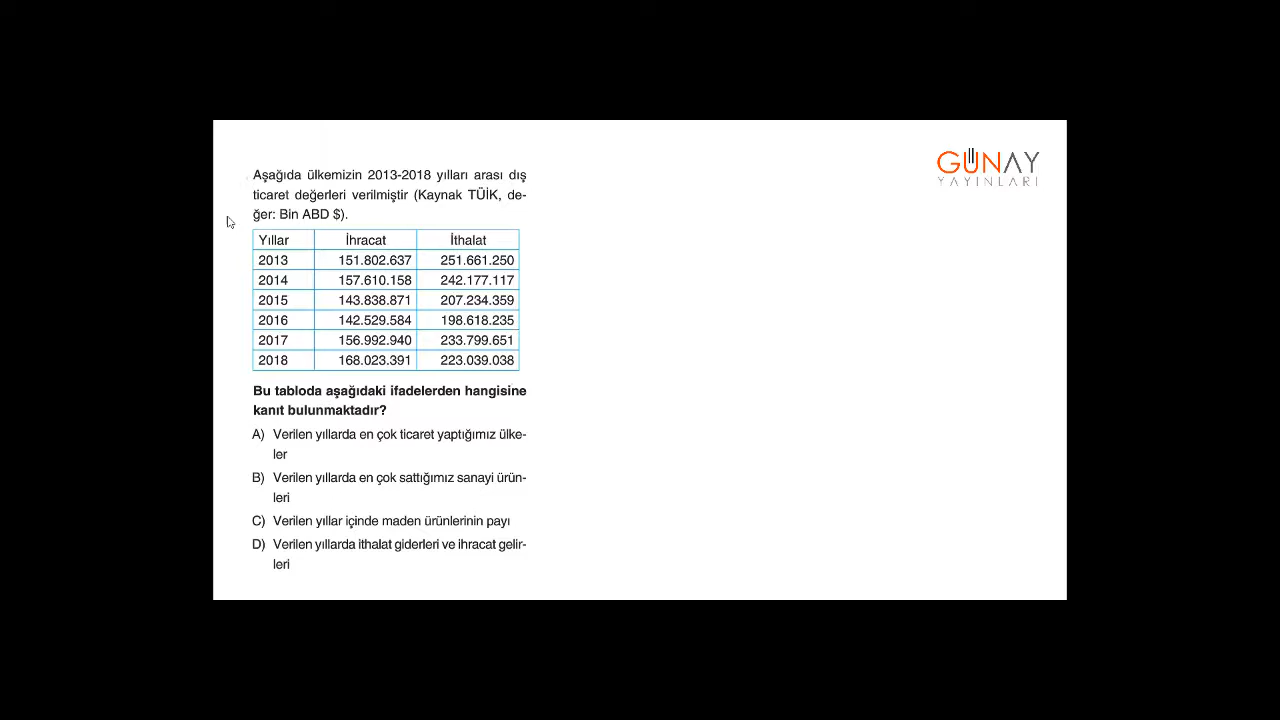 GÜNAY
YAYINLARI
Aşağıda ülkemizin 2013-2018 yılları arası dış
ticaret değerleri verilmiştir (Kaynak TÜİK, de-
ğer: Bin ABD $).
Yıllar İhracat İthalat
2013 151.802.637 251.661.250
2014 157.610.158 242.177.117
2015 143.838.871 207.234.359
2016 142.529.584 198.618.235
2017 156.992.940 233.799.651
2018 168.023.391 223.039.038
Bu tabloda aşağıdaki ifadelerden hangisine
kanıt bulunmaktadır?
A) Verilen yıllarda en çok ticaret yaptığımız ülke-
ler
B) Verilen yıllarda en çok sattığımız sanayi ürün-
leri
C) Verilen yıllar içinde maden ürünlerinin payı
D) Verilen yıllarda ithalat giderleri ve ihracat gelir-
leri